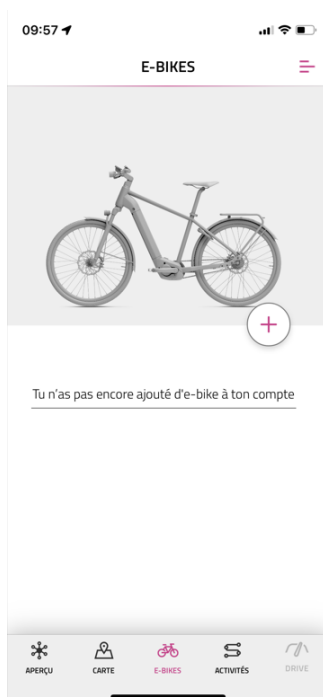 09:57
E-BIKES
Tu n'as pas encore ajouté d'e-bike à ton compte
APERÇU
CARTE
E-BIKES
ACTIVITÉS
DRIVE